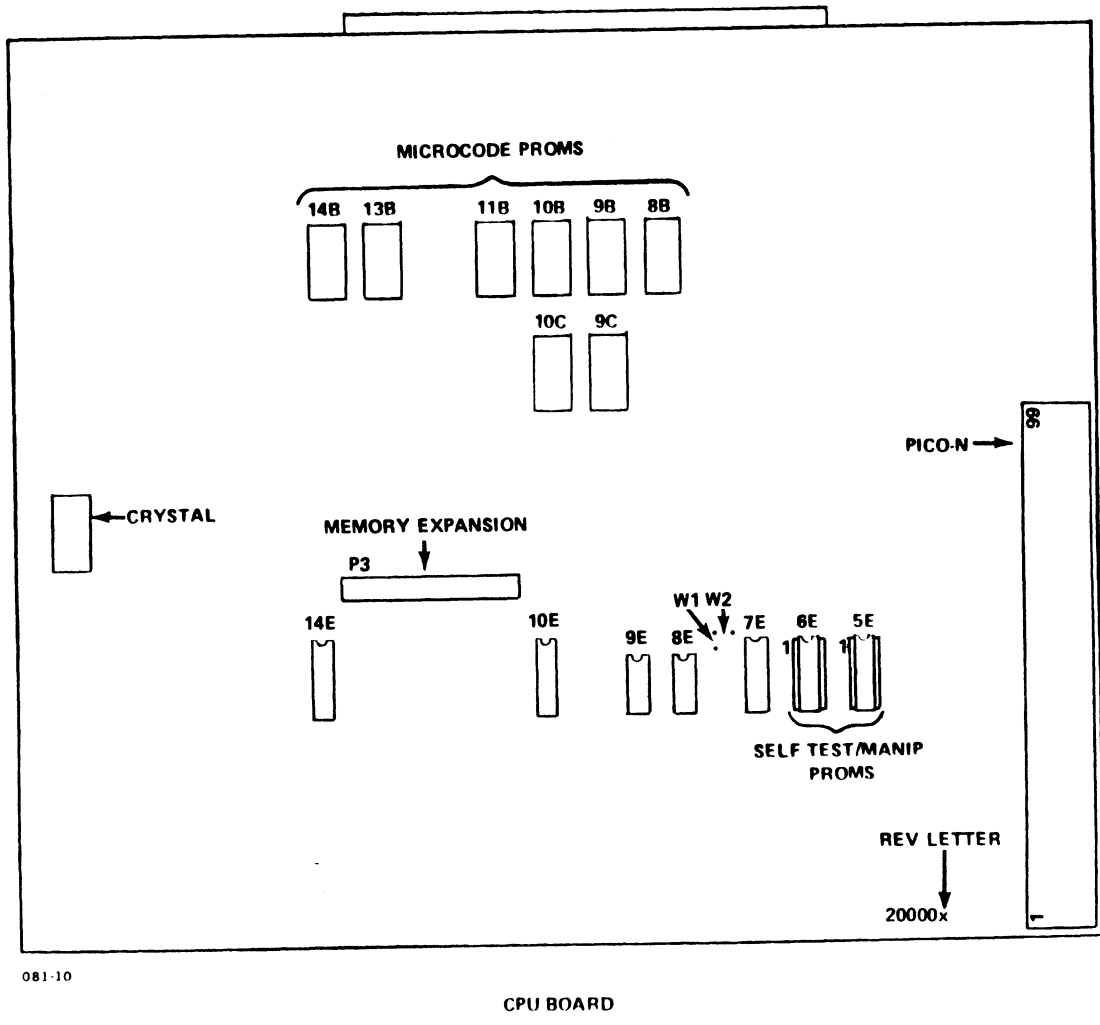 MICROCODE PROMS
14B 13B 11B 10B 9B 8B
10C 9C
99
PICO-N
CRYSTAL
MEMORY EXPANSION
P3
W1 W2
14E 10E 9E 8E 7E 6E 5E
1 1
SELF TEST/MANIP
PROMS
REV LETTER
20000x
1
081-10
CPU BOARD